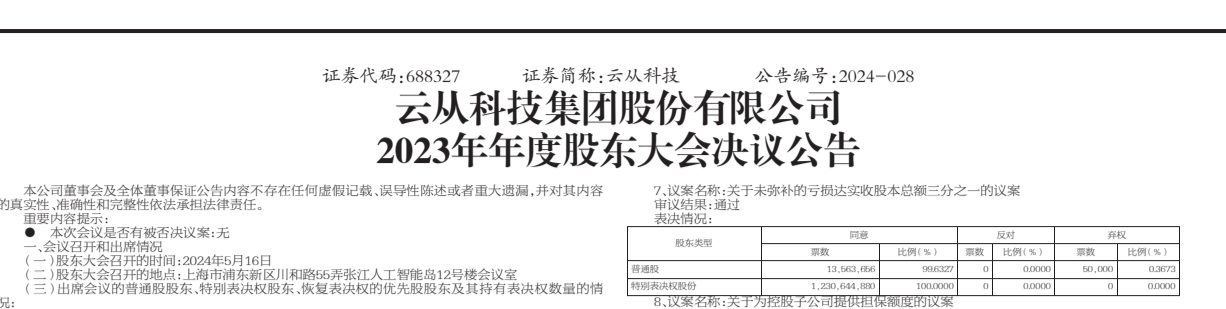 证券代码:688327 证券简称:云从科技 公告编号:2024-028
云从科技集团股份有限公司
2023年年度股东大会决议公告
本公司董事会及全体董事保证公告内容不存在任何虚假记载、误导性陈述或者重大遗漏,并对其内容
的真实性、准确性和完整性依法承担法律责任。
重要内容提示:
● 本次会议是否有被否决议案:无
一、会议召开和出席情况
(一)股东大会召开的时间:2024年5月16日
(二)股东大会召开的地点:上海市浦东新区川和路55弄张江人工智能岛12号楼会议室
(三)出席会议的普通股股东、特别表决权股东、恢复表决权的优先股股东及其持有表决权数量的情
况:
7、议案名称:关于未弥补的亏损达实收股本总额三分之一的议案
审议结果:通过
表决情况:
股东类型 同意 反对 弃权
票数 比例(%) 票数 比例(%) 票数 比例(%)
普通股 13,563,656 99.6327 0 0.0000 50,000 0.3673
特别表决权股份 1,230,644,880 100.0000 0 0.0000 0 0.0000
8、议案名称:关于为控股子公司提供担保额度的议案